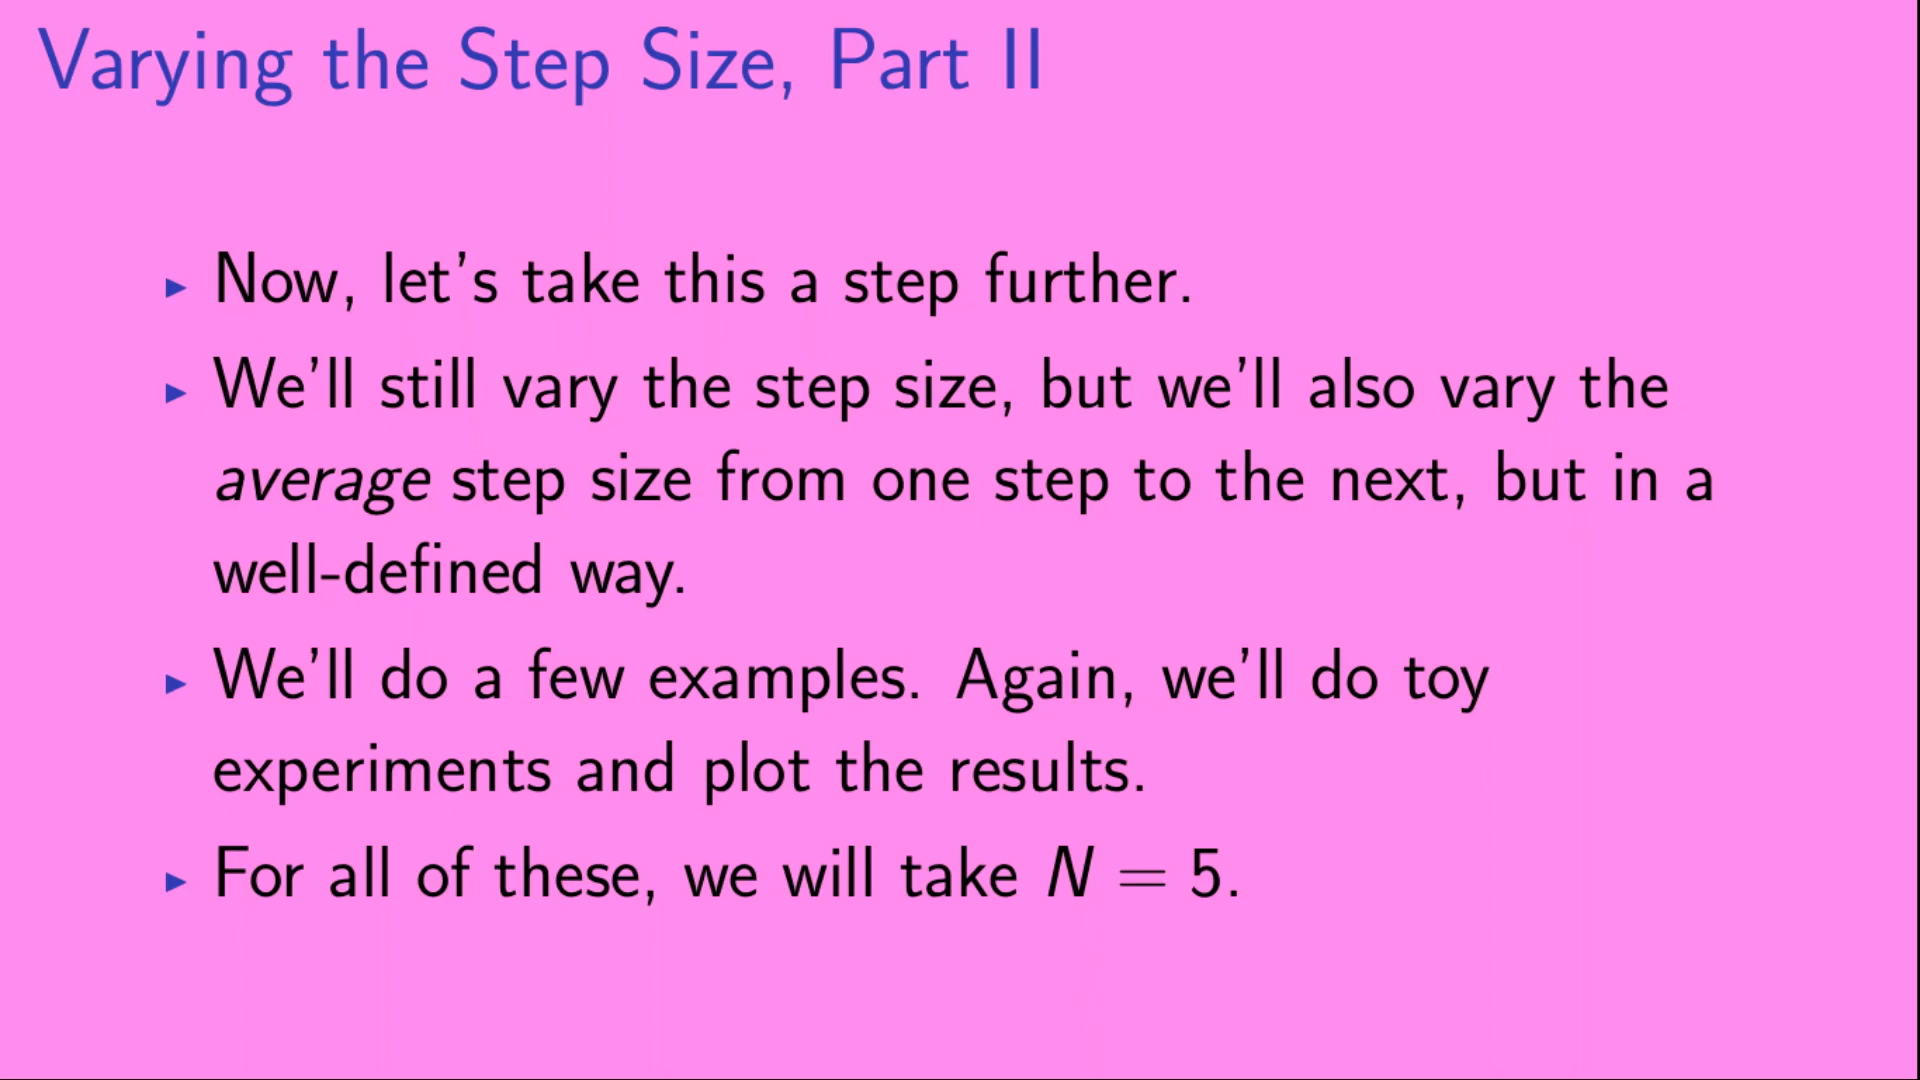 Varying the Step Size, Part II
▸ Now, let's take this a step further.
▸ We'll still vary the step size, but we'll also vary the
average step size from one step to the next, but in a
well-defined way.
▸ We'll do a few examples. Again, we'll do toy
experiments and plot the results.
▸ For all of these, we will take N = 5.